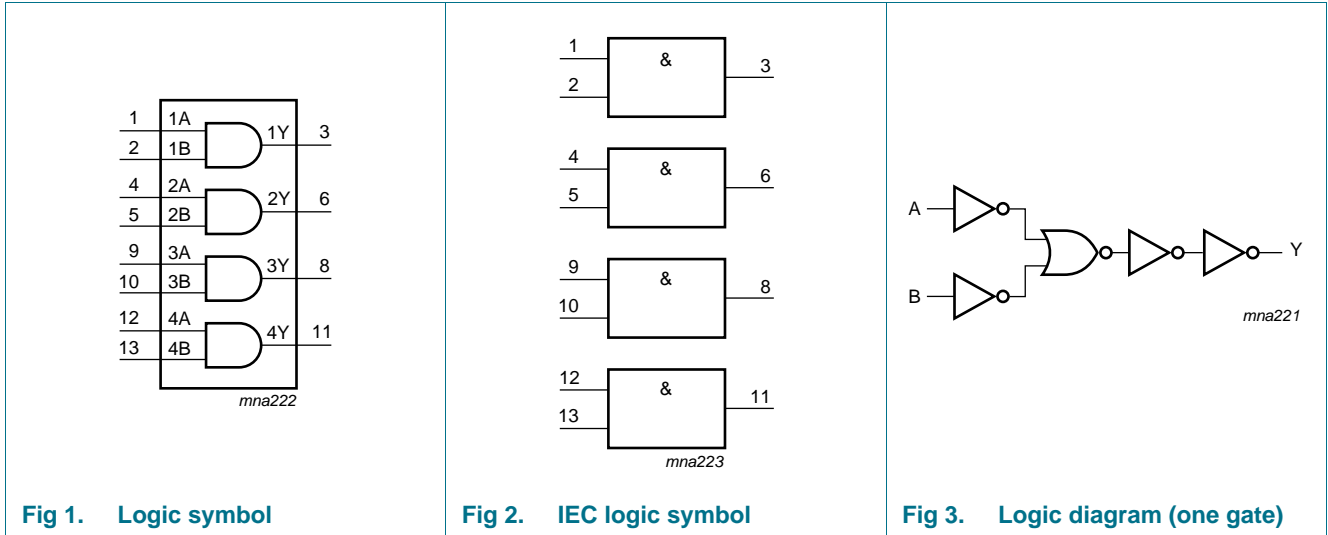 1 1A 1Y 3
2 1B
4 2A 2Y 6
5 2B
9 3A 3Y 8
10 3B
12 4A 4Y 11
13 4B
mna222
Fig 1. Logic symbol
1 & 3
2
4 & 6
5
9 & 8
10
12 & 11
13
mna223
Fig 2. IEC logic symbol
A
Y
B
mna221
Fig 3. Logic diagram (one gate)